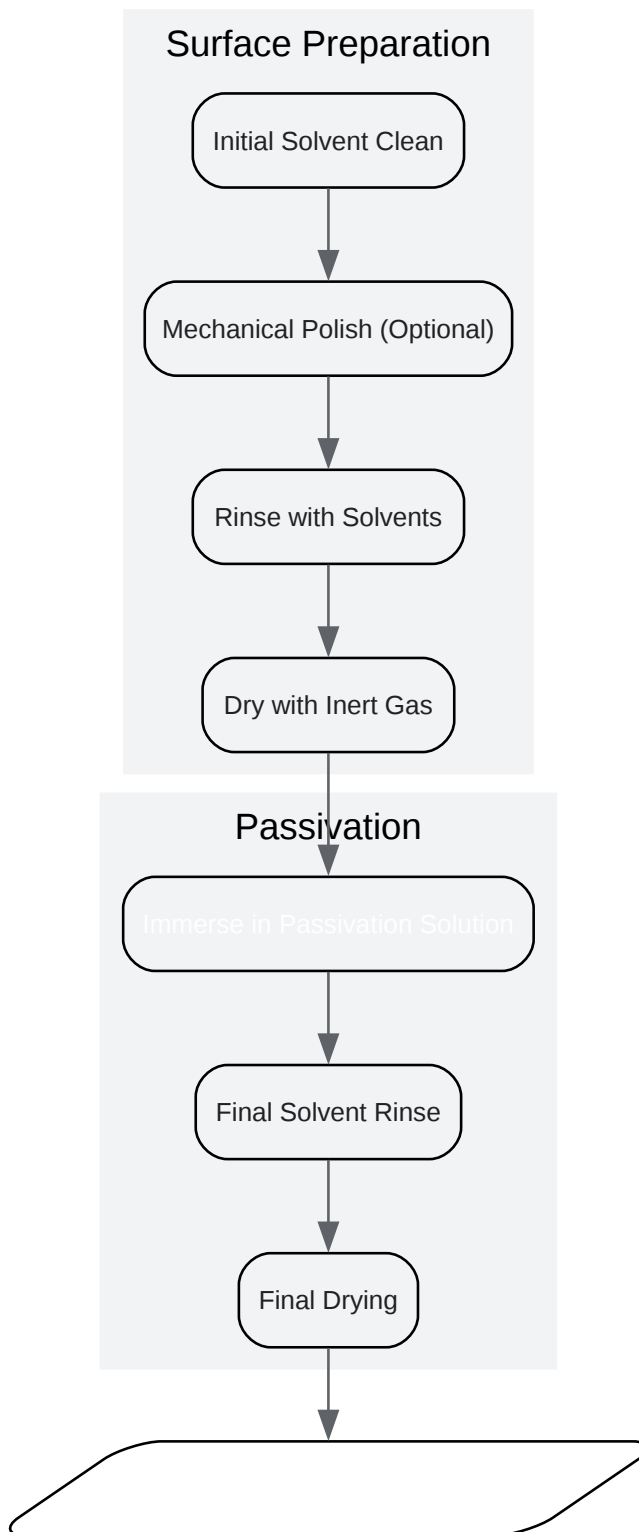 Surface Preparation
Initial Solvent Clean
Mechanical Polish (Optional)
Rinse with Solvents
Dry with Inert Gas
Passivation
Immerse in Passivation Solution
Final Solvent Rinse
Final Drying